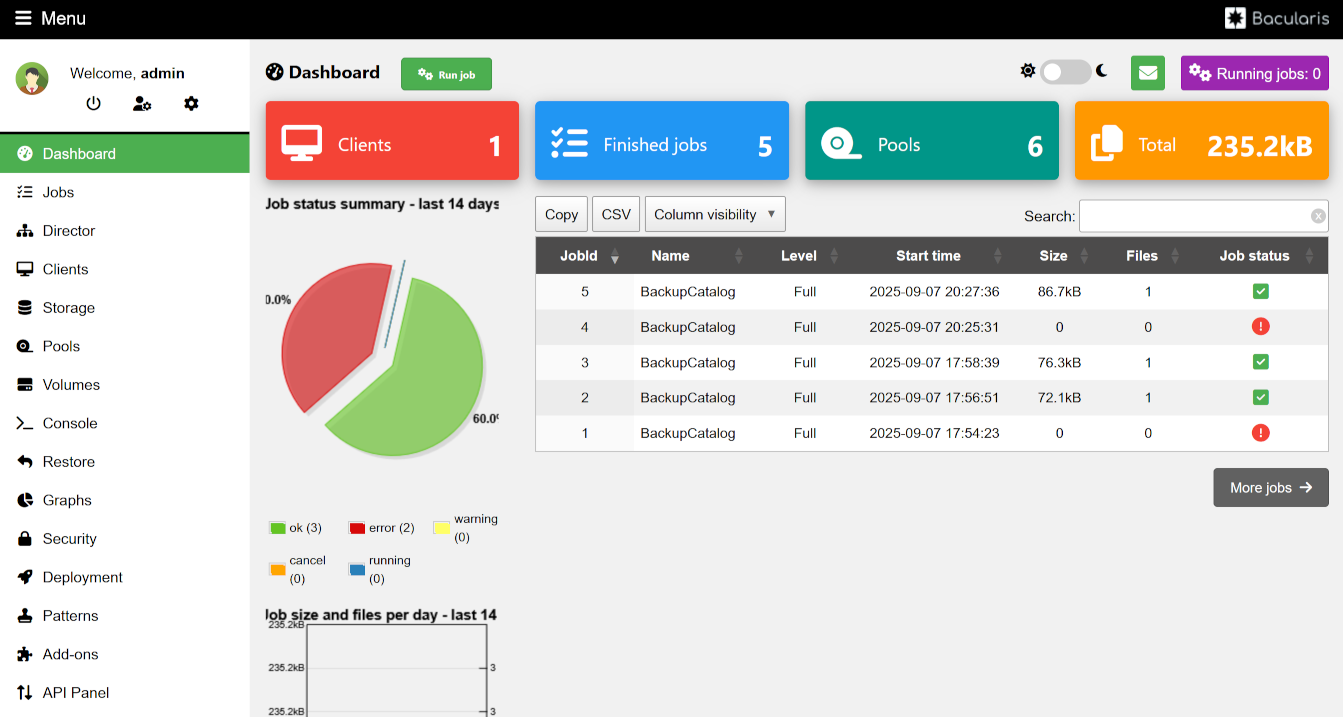 Menu
Bacularis
Welcome, admin
Dashboard
Jobs
Director
Clients
Storage
Pools
Volumes
Console
Restore
Graphs
Security
Deployment
Patterns
Add-ons
API Panel
Dashboard
Run job
Running jobs: 0
Clients 1
Finished jobs 5
Pools 6
Total 235.2kB
Job status summary - last 14 days
0.0%
60.0%
ok (3)
error (2)
warning
(0)
cancel
(0)
running
(0)
Job size and files per day - last 14
235.2kB
235.2kB 3
235.2kB 3
Copy CSV Column visibility ▼ Search:
JobId Name Level Start time Size Files Job status
5 BackupCatalog Full 2025-09-07 20:27:36 86.7kB 1
4 BackupCatalog Full 2025-09-07 20:25:31 0 0
3 BackupCatalog Full 2025-09-07 17:58:39 76.3kB 1
2 BackupCatalog Full 2025-09-07 17:56:51 72.1kB 1
1 BackupCatalog Full 2025-09-07 17:54:23 0 0
More jobs